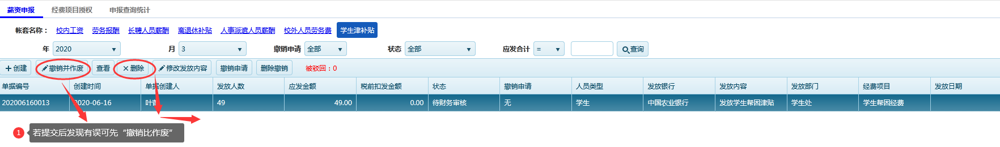 薪资申报 经费项目授权 申报查询统计
帐套名称： 校内工资 劳务报酬 长聘人员薪酬 离退休补贴 人事派遣人员薪酬 校外人员劳务费 学生津补贴
年 2020 月 3 撤销申请 全部 状态 全部 应发合计 = 查询
创建 撤销并作废 查看 删除 修改发放内容 撤销申请 删除撤销 被驳回：0
单据编号 创建时间 单据创建人 发放人数 应发金额 税前扣发金额 状态 撤销申请 人员类型 发放银行 发放内容 发放部门 经费项目 发放日期
202006160013 2020-06-16 叶 49 49.00 0.00 待财务审核 无 学生 中国农业银行 发放学生帮困津贴 学生处 学生帮困经费
1 若提交后发现有误可先“撤销比作废”